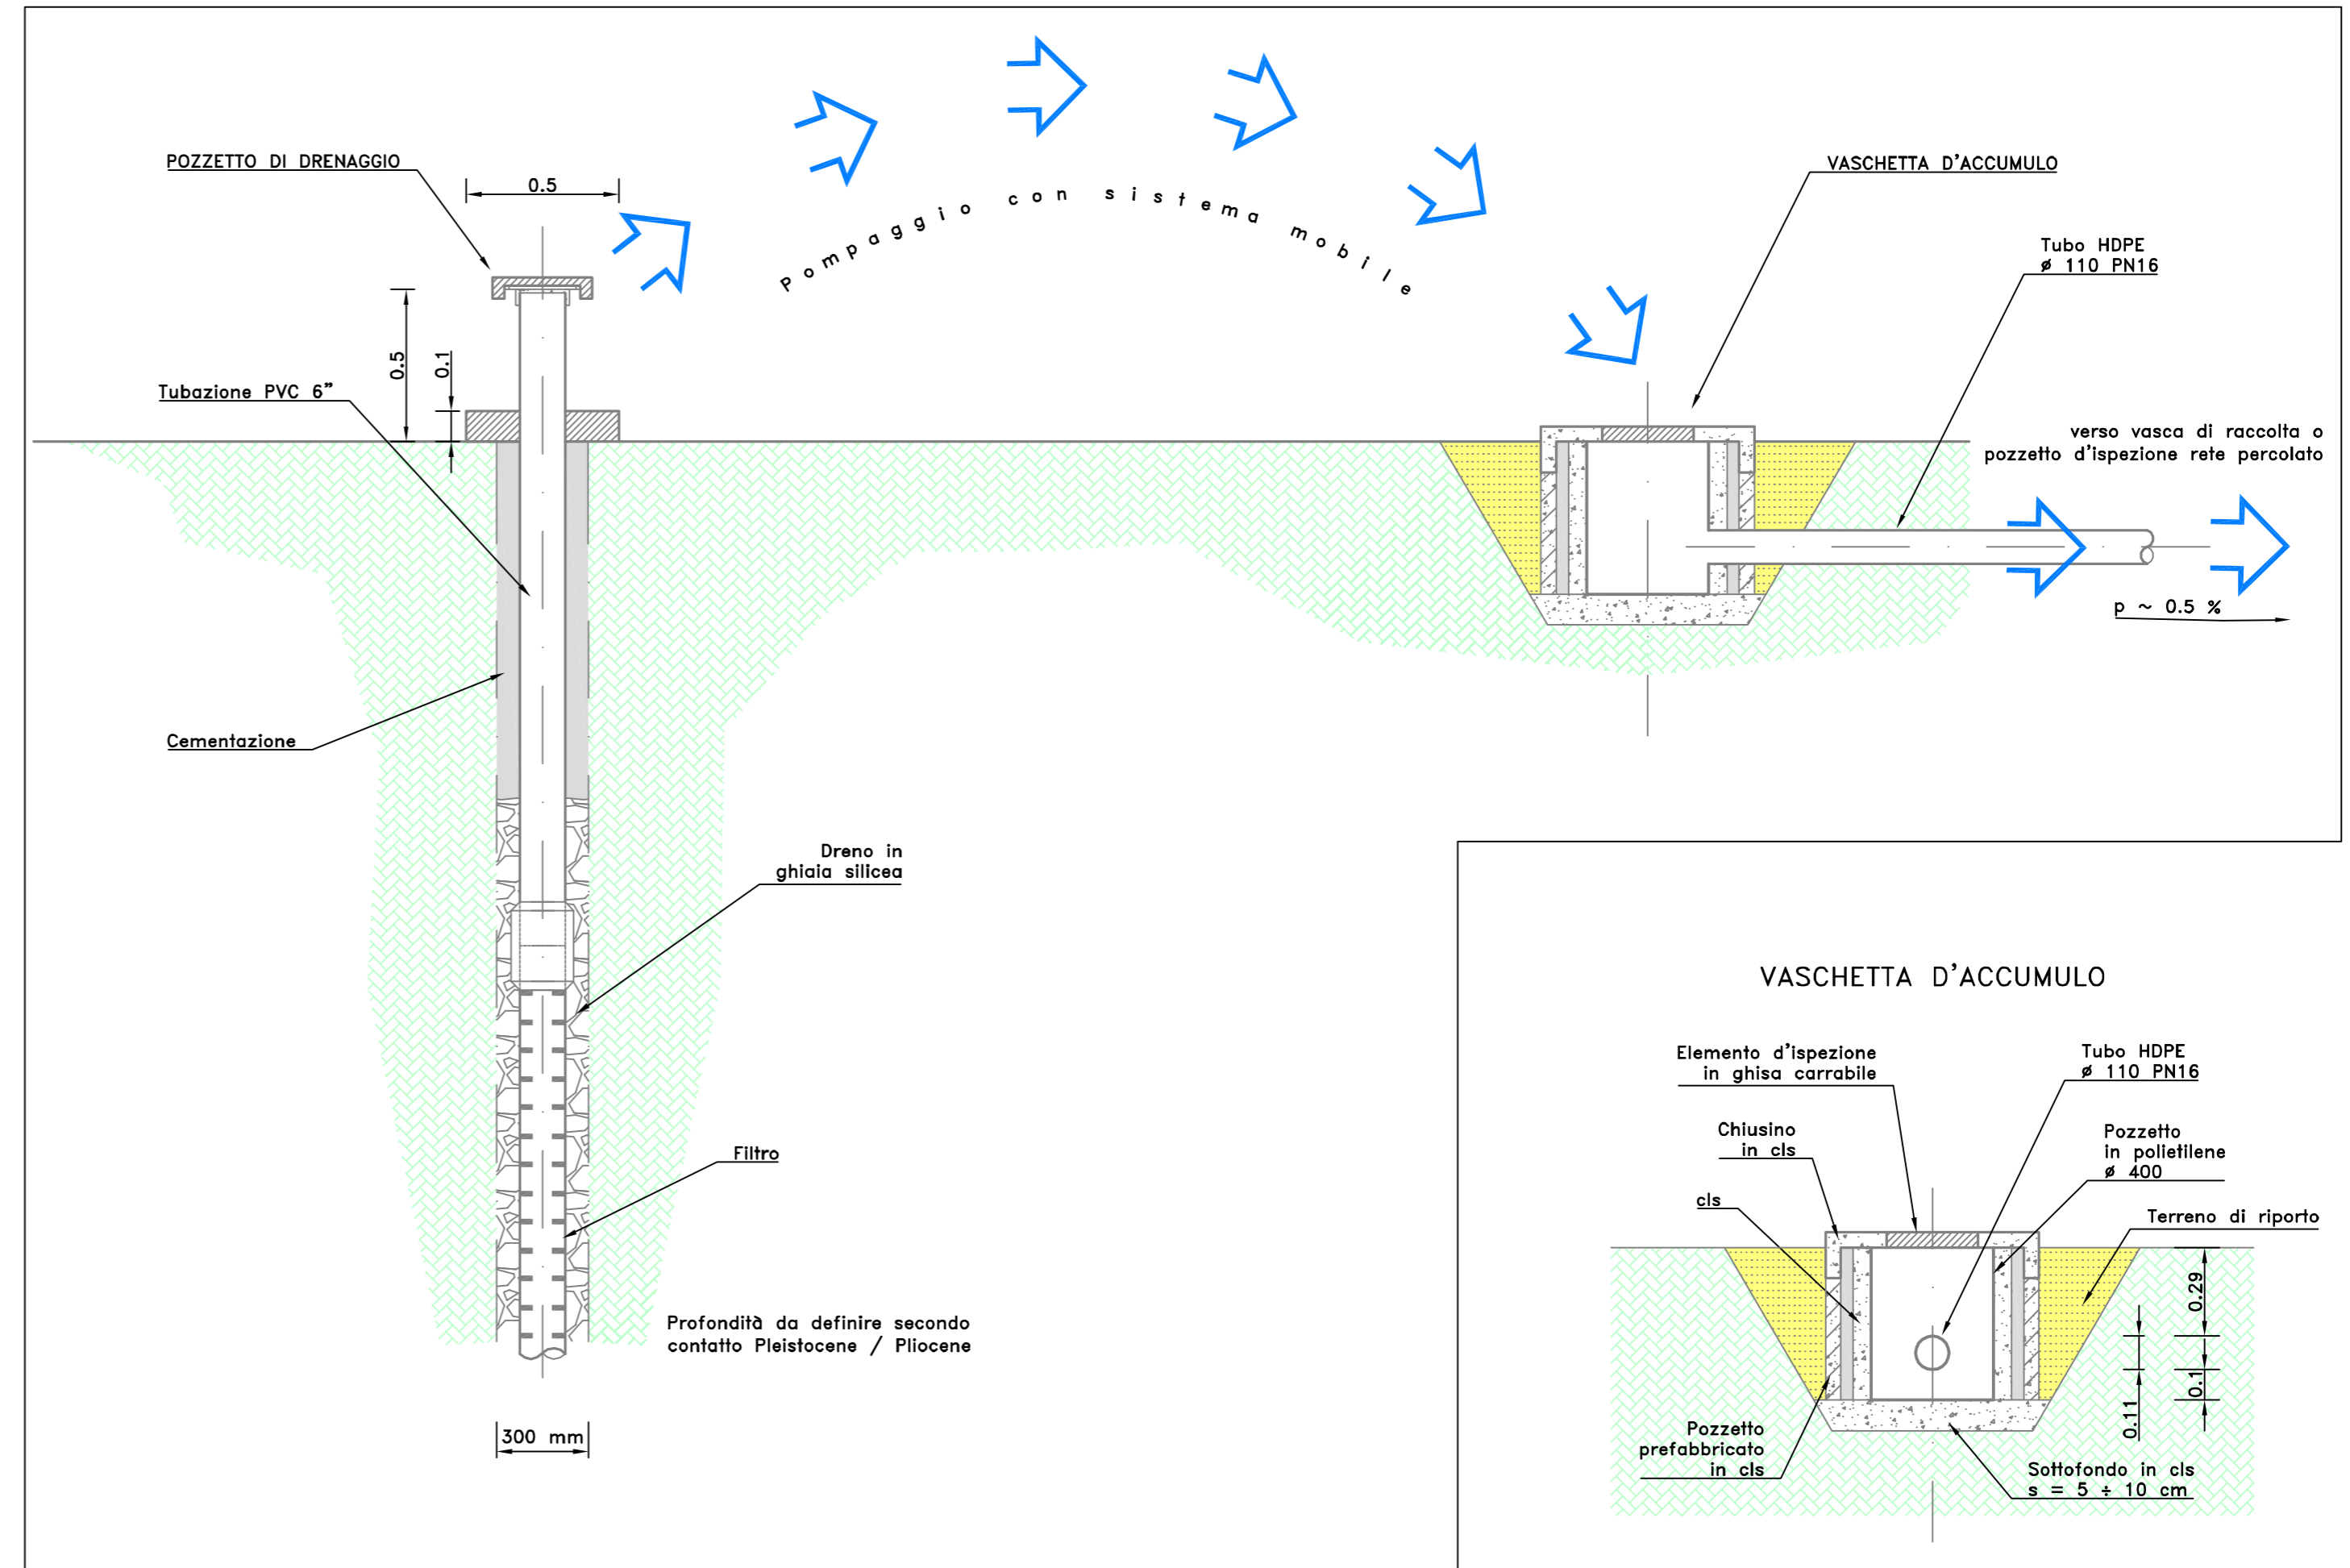 POZZETTO DI DRENAGGIO
0.5
Pompaggio con sistema mobile
VASCHETTA D'ACCUMULO
Tubo HDPE
ø 110 PN16
0.5
0.1
Tubazione PVC 6"
verso vasca di raccolta o
pozzetto d'ispezione rete percolato
p ~ 0.5 %
Cementazione
Dreno in
ghiaia silicea
Filtro
Profondità da definire secondo
contatto Pleistocene / Pliocene
300 mm
VASCHETTA D'ACCUMULO
Elemento d'ispezione
in ghisa carrabile
Tubo HDPE
ø 110 PN16
Chiusino
in cls
Pozzetto
in polietilene
ø 400
cls
Terreno di riporto
0.29
0.1
0.11
Pozzetto
prefabbricato
in cls
Sottofondo in cls
s = 5 ÷ 10 cm